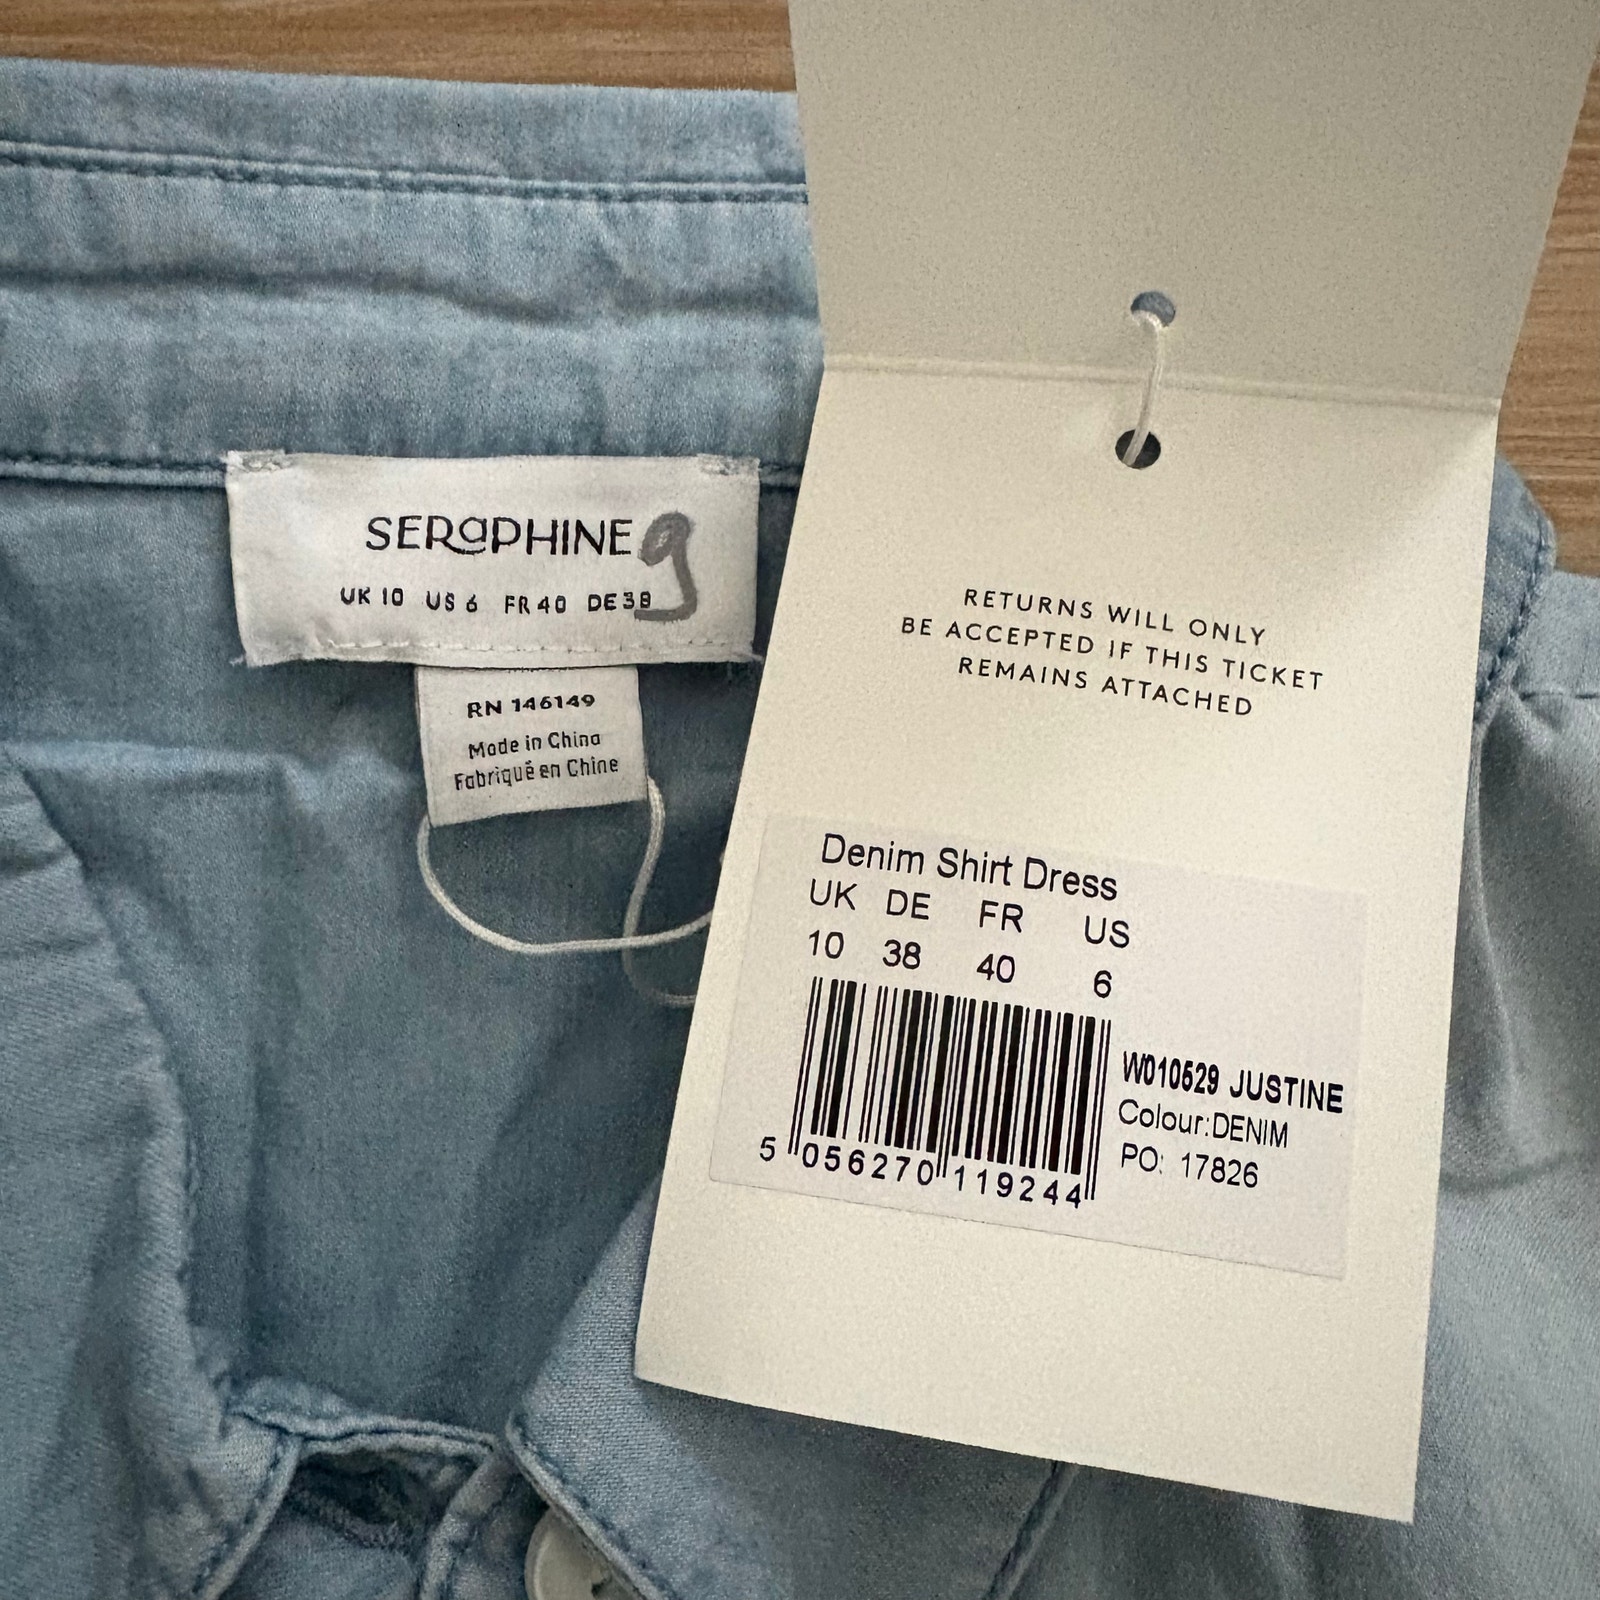 SERAPHINE
UK 10 US 6 FR 40 DE 38
g
RN 146149
Made in China
Fabriqué en Chine
RETURNS WILL ONLY
BE ACCEPTED IF THIS TICKET
REMAINS ATTACHED
Denim Shirt Dress
UK DE FR US
10 38 40 6
W010529 JUSTINE
Colour:DENIM
PO: 17826
5 056270 119244